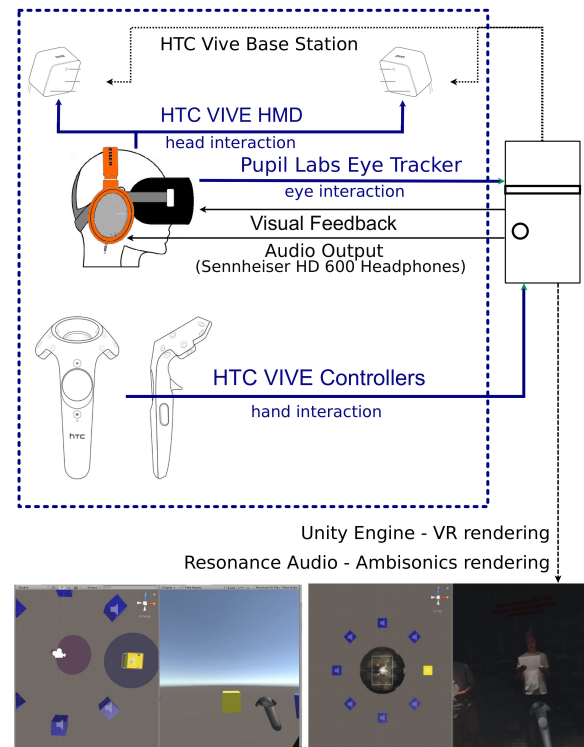 HTC Vive Base Station
HTC VIVE HMD
head interaction
Pupil Labs Eye Tracker
eye interaction
Visual Feedback
Audio Output
(Sennheiser HD 600 Headphones)
HTC VIVE Controllers
hand interaction
hTC
Unity Engine - VR rendering
Resonance Audio - Ambisonics rendering